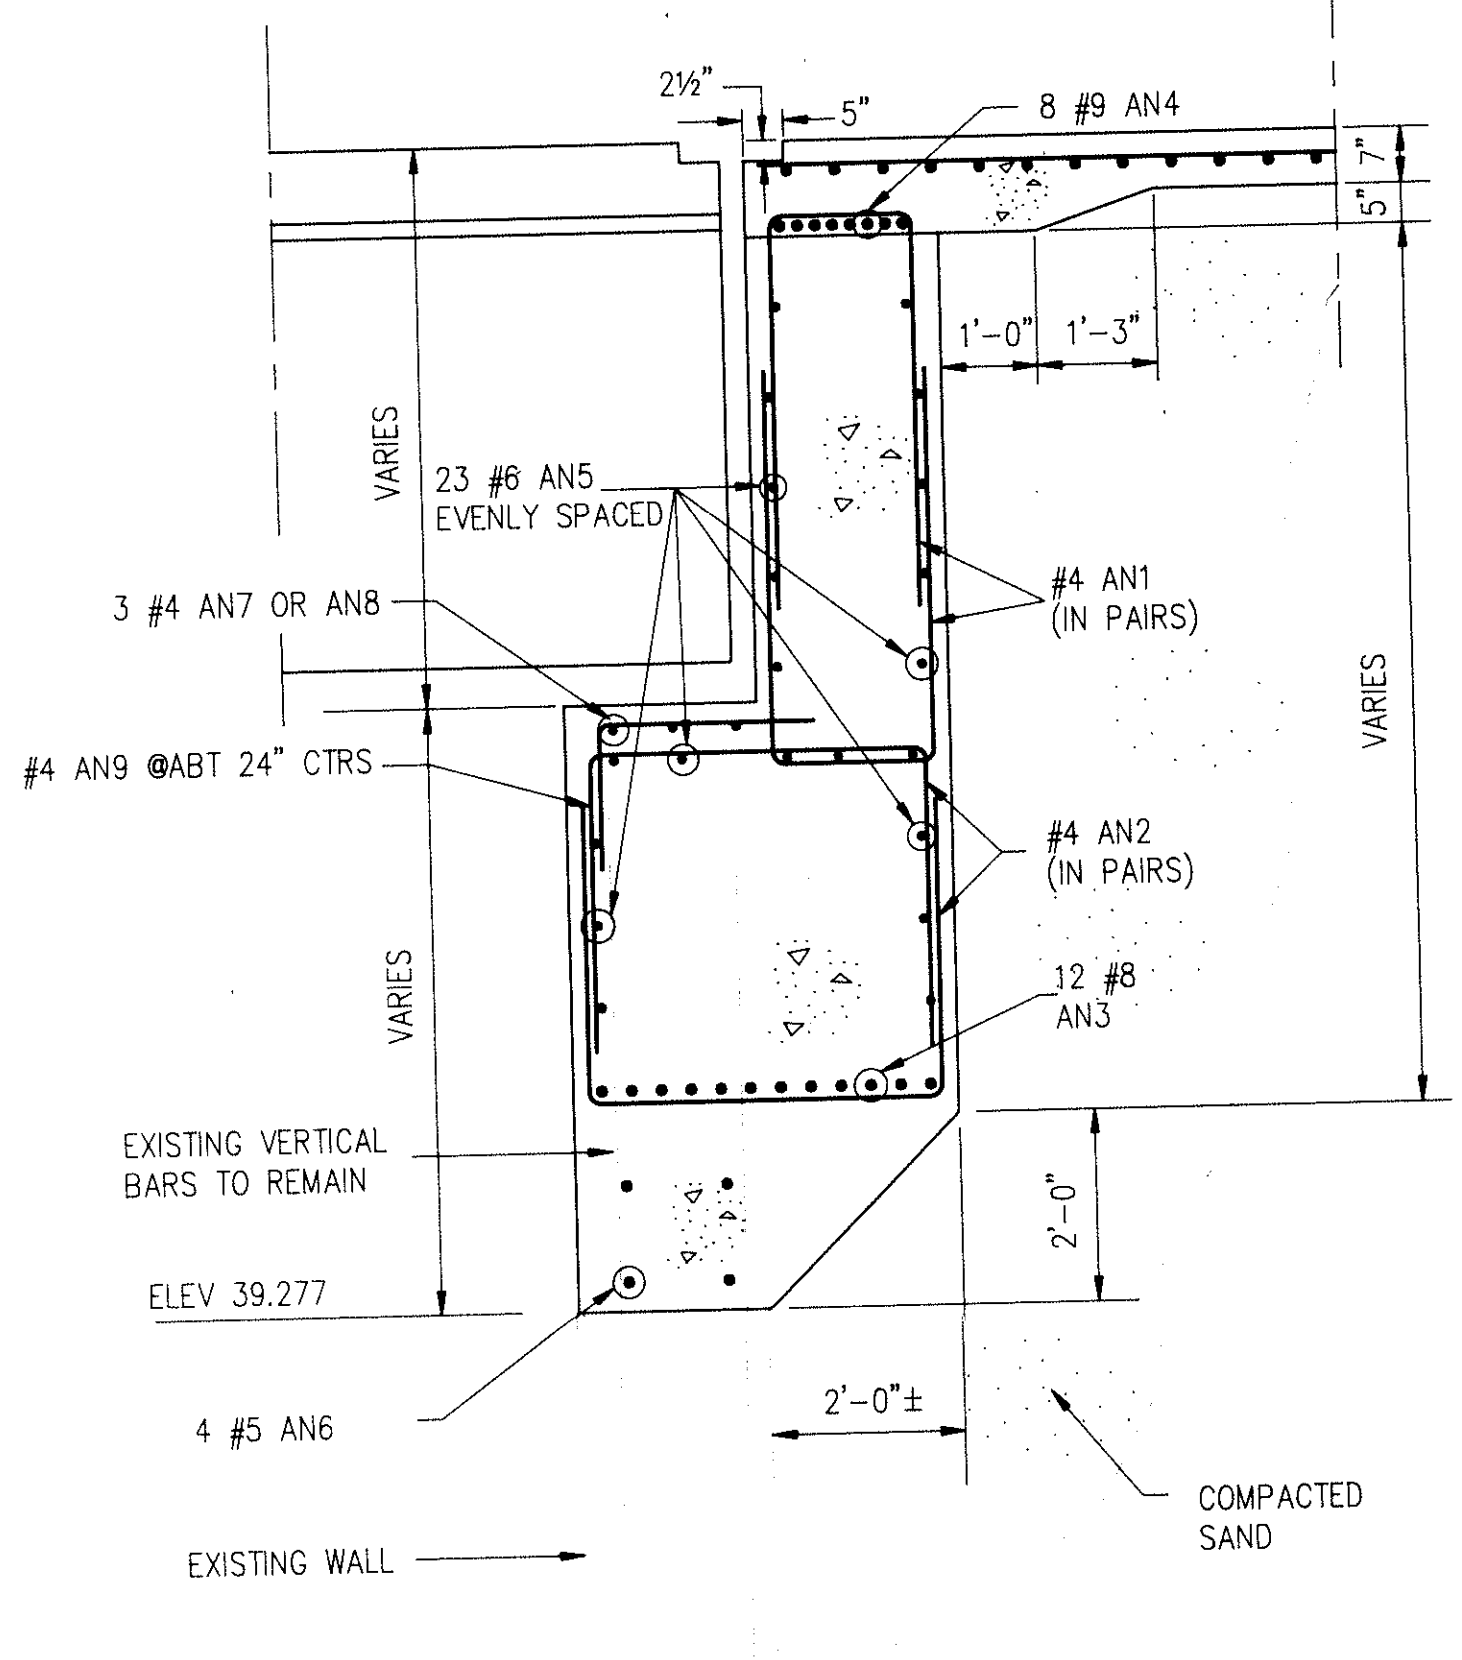 2½"
5"
8 #9 AN4
7"
5"
1'-0"
1'-3"
VARIES
23 #6 AN5
EVENLY SPACED
3 #4 AN7 OR AN8
#4 AN1
(IN PAIRS)
VARIES
#4 AN9 @ABT 24" CTRS
#4 AN2
(IN PAIRS)
VARIES
12 #8
AN3
EXISTING VERTICAL
BARS TO REMAIN
2'-0"
ELEV 39.277
2'-0"±
4 #5 AN6
COMPACTED
SAND
EXISTING WALL